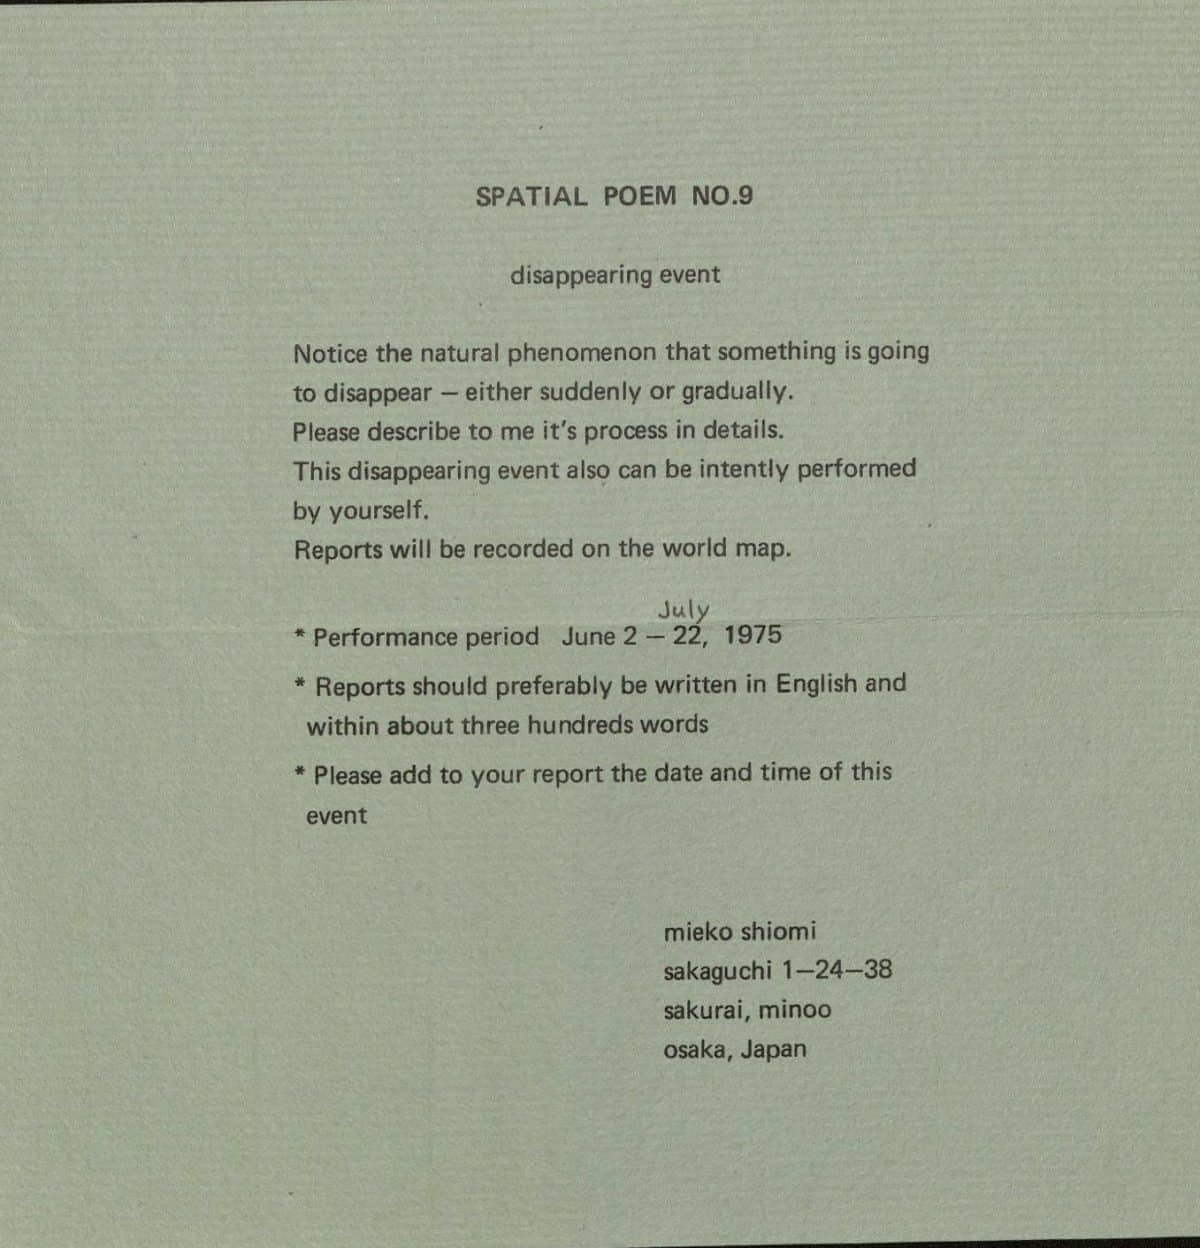 SPATIAL POEM NO.9
disappearing event
Notice the natural phenomenon that something is going
to disappear — either suddenly or gradually.
Please describe to me it's process in details.
This disappearing event also can be intently performed
by yourself.
Reports will be recorded on the world map.
July
* Performance period June 2 — 22, 1975
* Reports should preferably be written in English and
within about three hundreds words
* Please add to your report the date and time of this
event
mieko shiomi
sakaguchi 1—24—38
sakurai, minoo
osaka, Japan